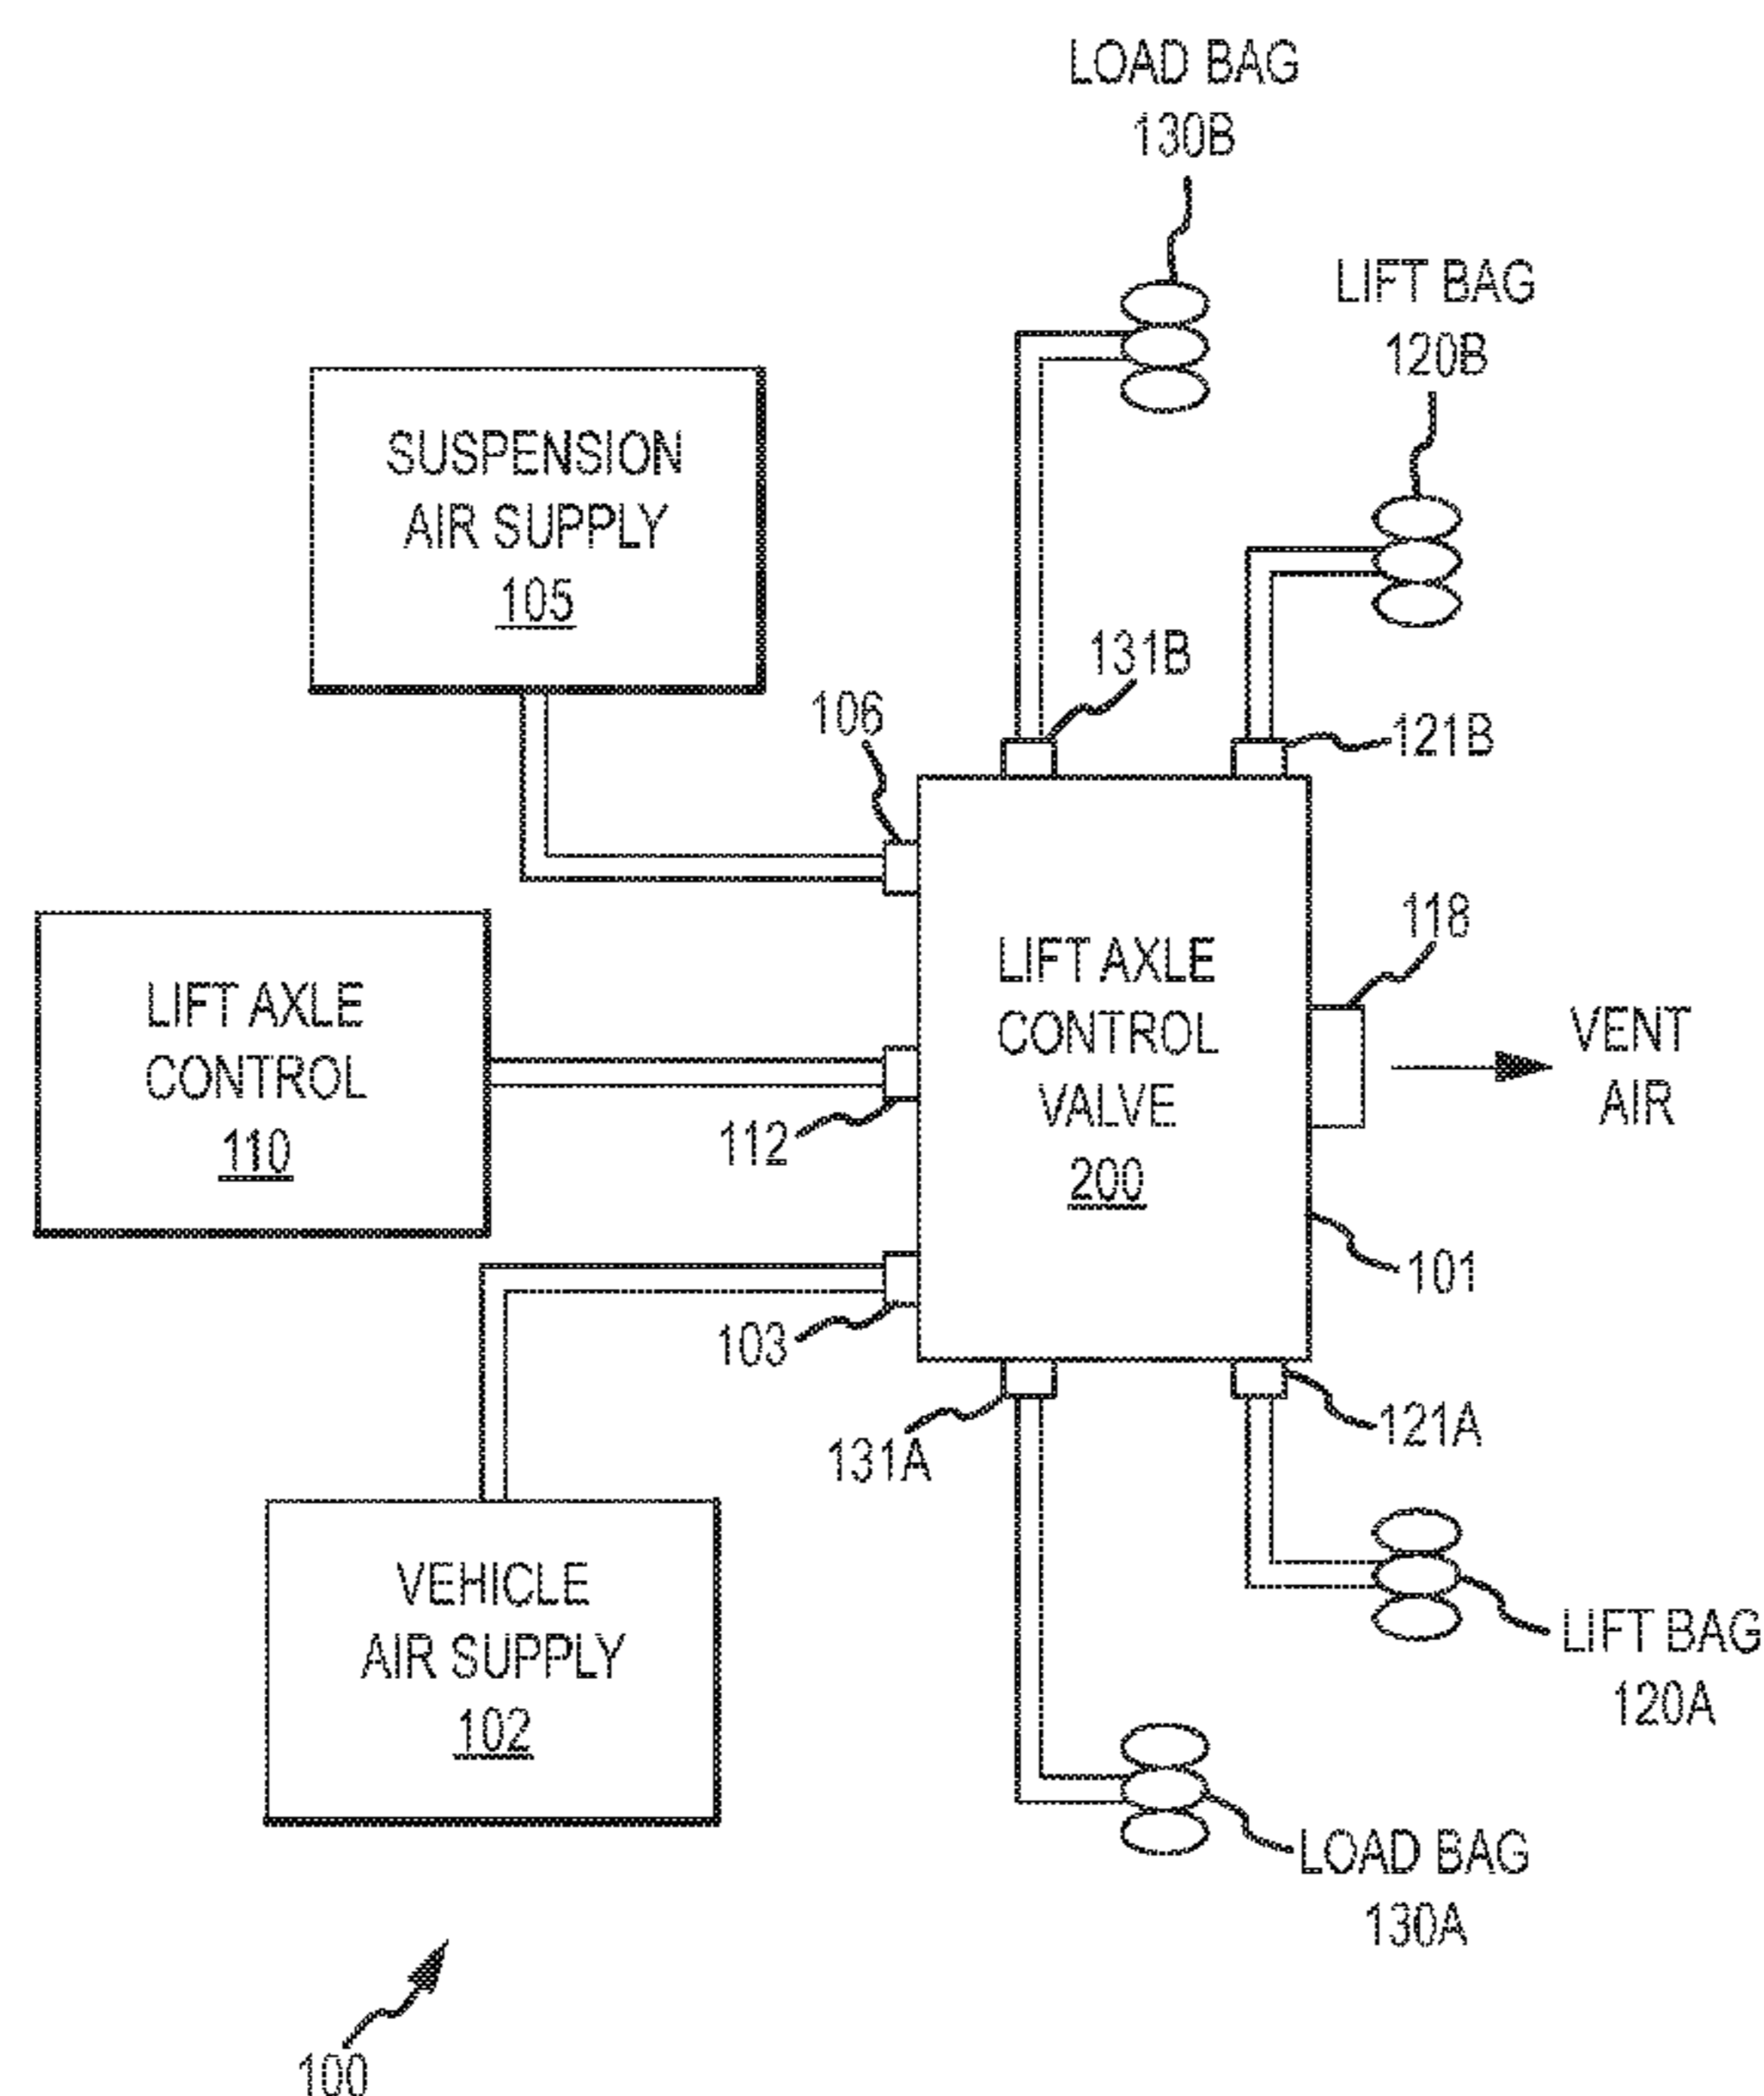 LOAD BAG
130B
LIFT BAG
120B
SUSPENSION
AIR SUPPLY
105
131B
106
121B
118
LIFT AXLE
CONTROL
110
LIFT AXLE
CONTROL
VALVE
200
VENT
AIR
112
101
103
131A
121A
VEHICLE
AIR SUPPLY
102
LIFT BAG
120A
LOAD BAG
130A
100